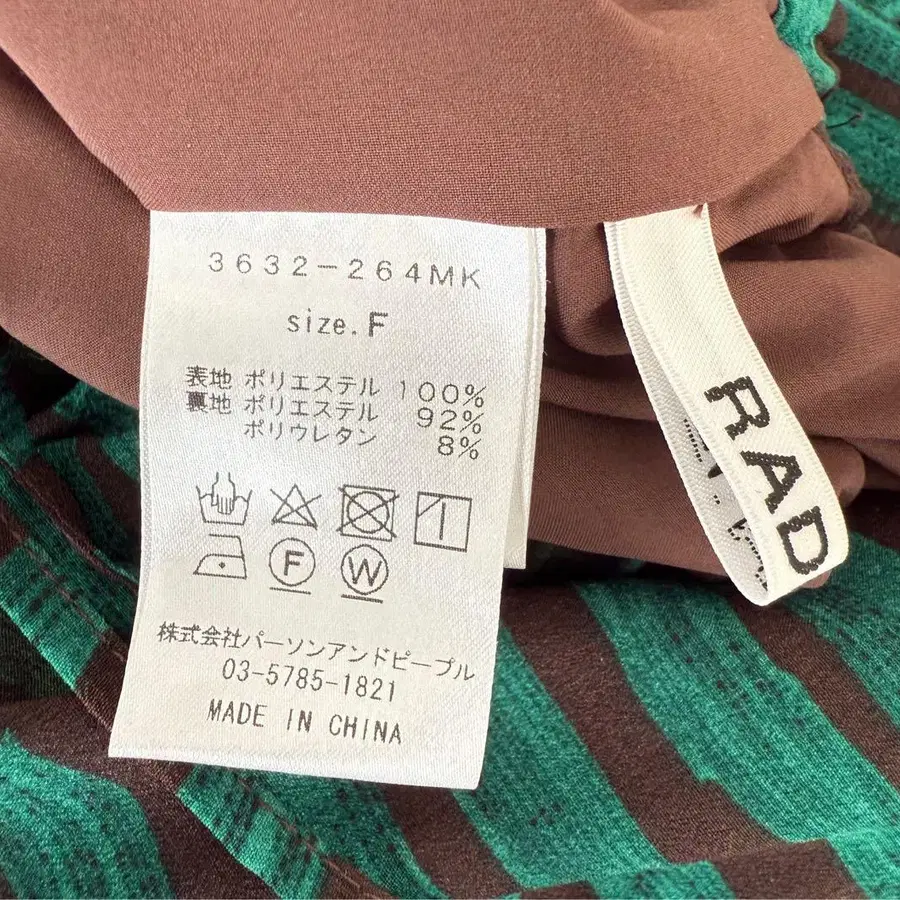 3632-264MK
size.F
表地 ポリエステル 100%
裏地 ポリエステル 92%
ポリウレタン 8%
F W
株式会社パーソンアンドピープル
03-5785-1821
MADE IN CHINA
RAD